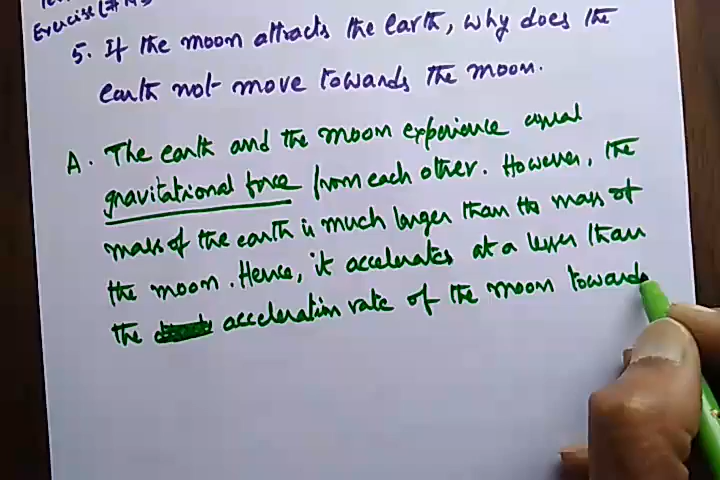 Exercise
5. If the moon attracts the earth, why does the
earth not move towards the moon.
A. The earth and the moon experience equal
gravitational force from each other. However, the
mass of the earth is much larger than the mass of
the moon. Hence, it accelerates at a lesser than
the acceleration rate of the moon towards